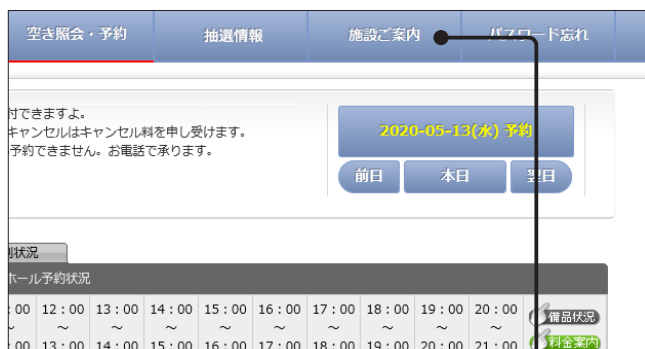 空き照会・予約 抽選情報 施設ご案内 パスワード忘れ
付できますよ。
キャンセルはキャンセル料を申し受けます。
予約できません。お電話で承ります。
2020-05-13(水) 予約
前日 本日 翌日
別状況
ホール予約状況
:00 12:00 13:00 14:00 15:00 16:00 17:00 18:00 19:00 20:00 備品状況
~ ~ ~ ~ ~ ~ ~ ~ ~ ~
:00 13:00 14:00 15:00 16:00 17:00 18:00 19:00 20:00 21:00 料金案内